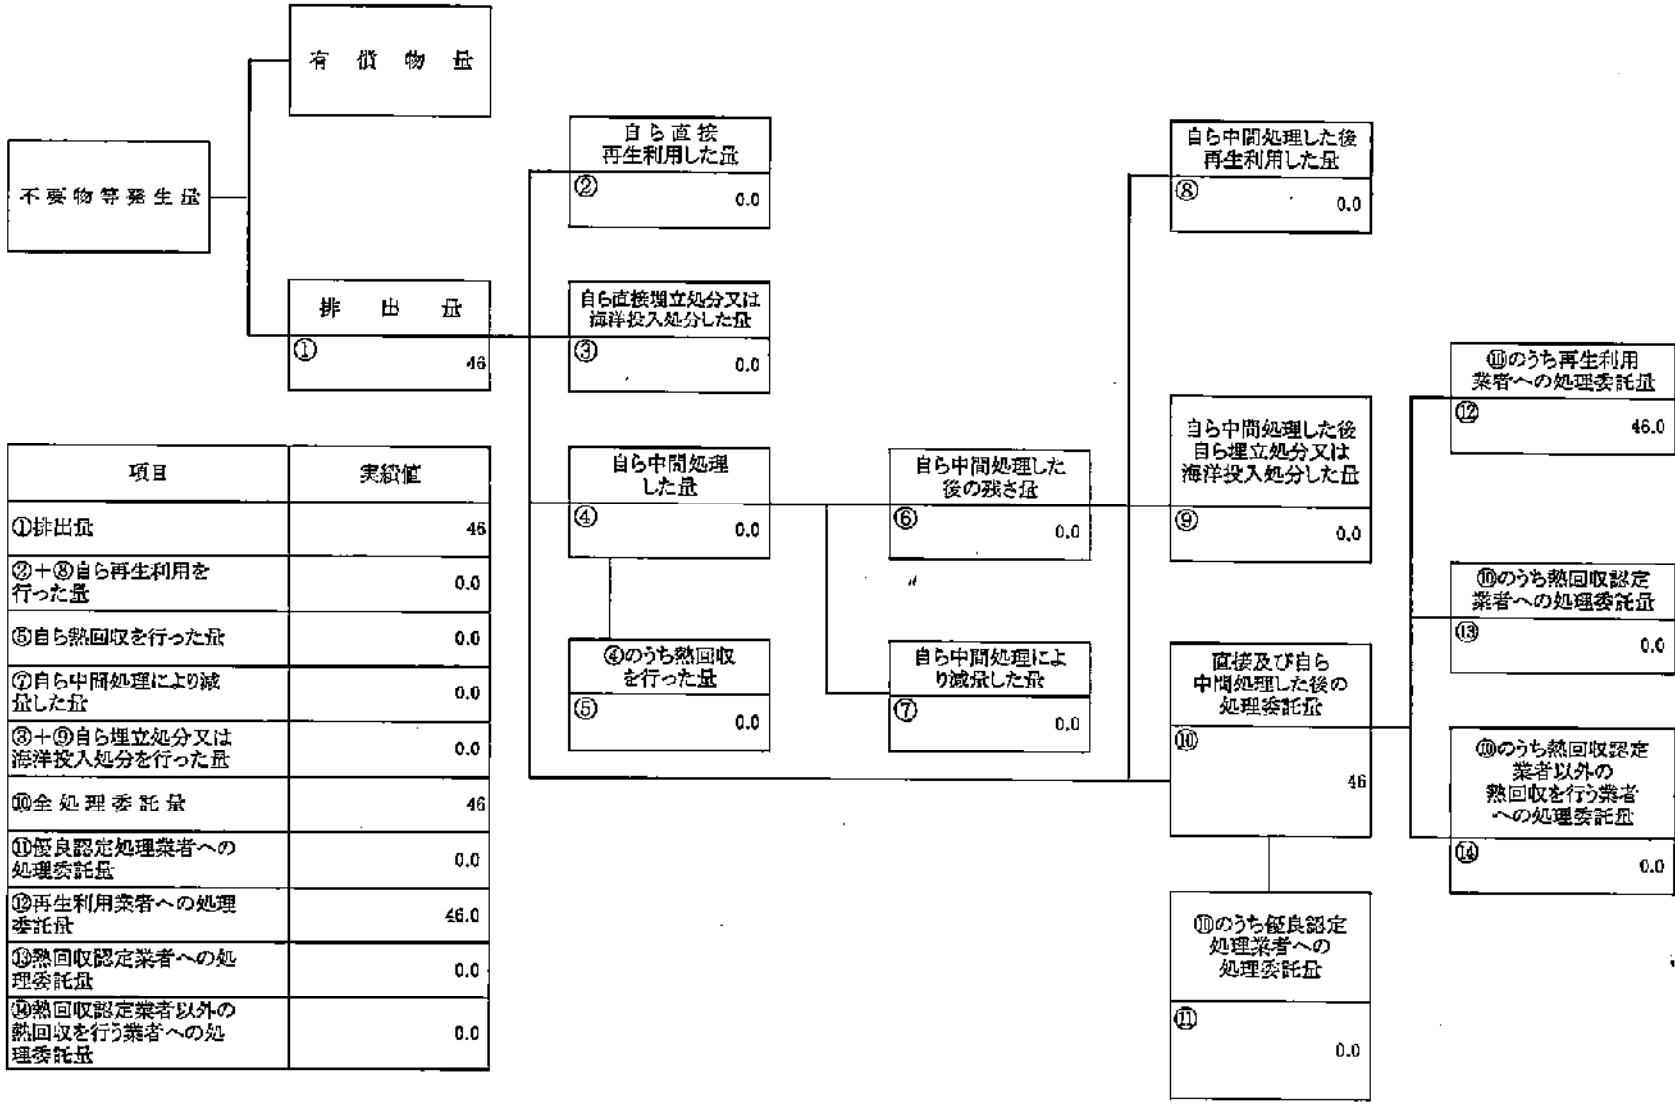 有償物量
不要物等発生量
排出量
①
46
自ら直接
再生利用した量
②
0.0
自ら直接埋立処分又は
海洋投入処分した量
③
0.0
自ら中間処理
した量
④
0.0
④のうち熱回収
を行った量
⑤
0.0
自ら中間処理した
後の残さ量
⑥
0.0
自ら中間処理によ
り減量した量
⑦
0.0
自ら中間処理した後
再生利用した量
⑧
0.0
自ら中間処理した後
自ら埋立処分又は
海洋投入処分した量
⑨
0.0
直接及び自ら
中間処理した後の
処理委託量
⑩
46
⑩のうち優良認定
処理業者への
処理委託量
⑪
0.0
⑩のうち再生利用
業者への処理委託量
⑫
46.0
⑩のうち熱回収認定
業者への処理委託量
⑬
0.0
⑩のうち熱回収認定
業者以外の
熱回収を行う業者
への処理委託量
⑭
0.0
項目 実績値
①排出量 46
②+⑧自ら再生利用を
行った量 0.0
⑤自ら熱回収を行った量 0.0
⑦自ら中間処理により減
量した量 0.0
③+⑨自ら埋立処分又は
海洋投入処分を行った量 0.0
⑩全処理委託量 46
⑪優良認定処理業者への
処理委託量 0.0
⑫再生利用業者への処理
委託量 46.0
⑬熱回収認定業者への処
理委託量 0.0
⑭熱回収認定業者以外の
熱回収を行う業者への処
理委託量 0.0